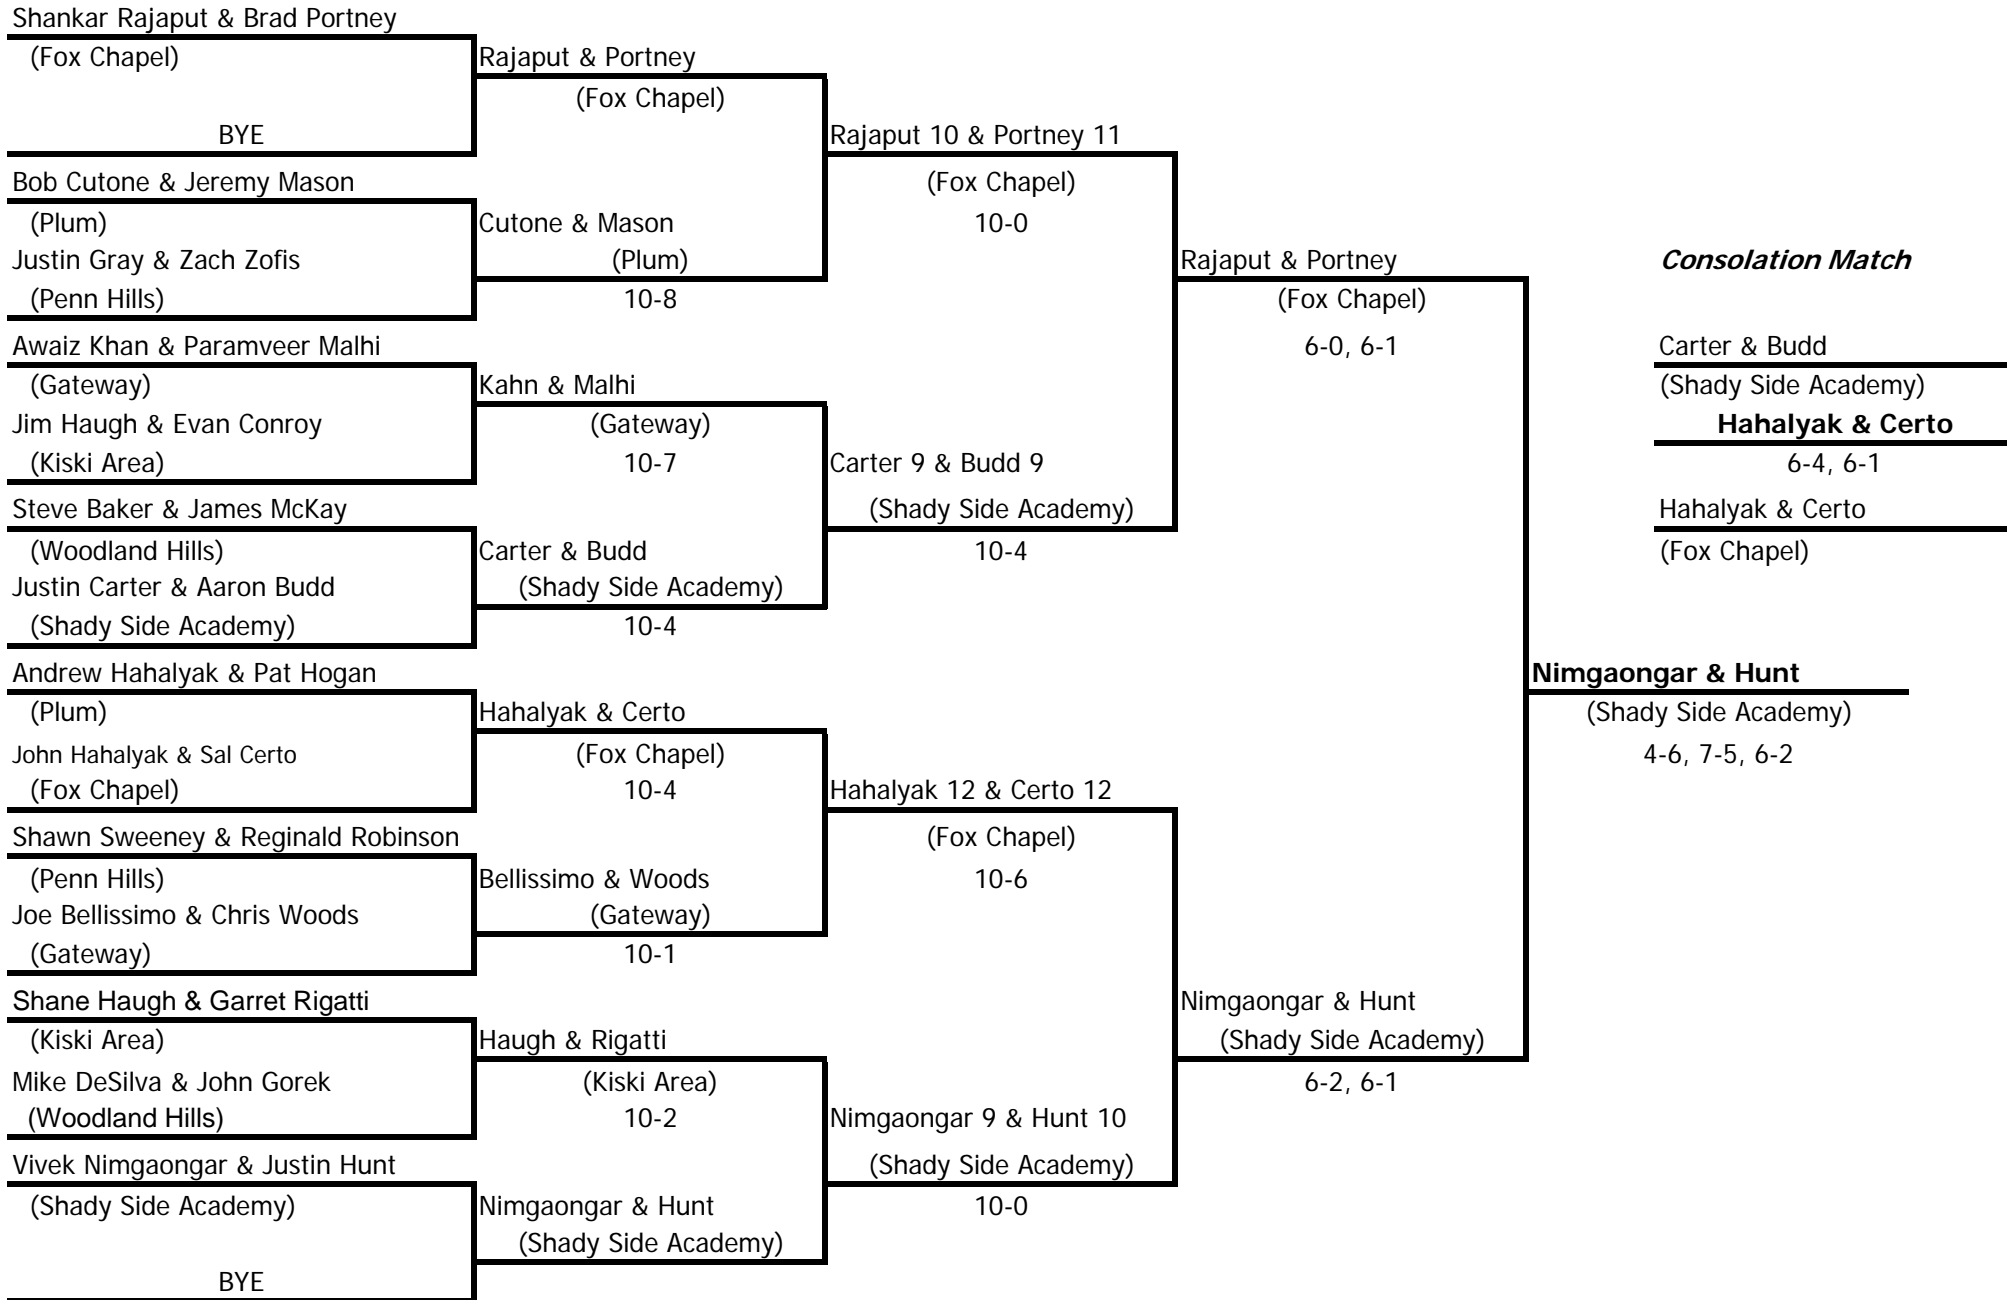 Shankar Rajaput & Brad Portney
(Fox Chapel)
BYE
Bob Cutone & Jeremy Mason
(Plum)
Justin Gray & Zach Zofis
(Penn Hills)
Awaiz Khan & Paramveer Malhi
(Gateway)
Jim Haugh & Evan Conroy
(Kiski Area)
Steve Baker & James McKay
(Woodland Hills)
Justin Carter & Aaron Budd
(Shady Side Academy)
Andrew Hahalyak & Pat Hogan
(Plum)
John Hahalyak & Sal Certo
(Fox Chapel)
Shawn Sweeney & Reginald Robinson
(Penn Hills)
Joe Bellissimo & Chris Woods
(Gateway)
Shane Haugh & Garret Rigatti
(Kiski Area)
Mike DeSilva & John Gorek
(Woodland Hills)
Vivek Nimgaongar & Justin Hunt
(Shady Side Academy)
BYE
Rajaput & Portney
(Fox Chapel)
Cutone & Mason
(Plum)
10-8
Kahn & Malhi
(Gateway)
10-7
Carter & Budd
(Shady Side Academy)
10-4
Hahalyak & Certo
(Fox Chapel)
10-4
Bellissimo & Woods
(Gateway)
10-1
Haugh & Rigatti
(Kiski Area)
10-2
Nimgaongar & Hunt
(Shady Side Academy)
Rajaput 10 & Portney 11
(Fox Chapel)
10-0
Carter 9 & Budd 9
(Shady Side Academy)
10-4
Hahalyak 12 & Certo 12
(Fox Chapel)
10-6
Nimgaongar 9 & Hunt 10
(Shady Side Academy)
10-0
Rajaput & Portney
(Fox Chapel)
6-0, 6-1
Nimgaongar & Hunt
(Shady Side Academy)
6-2, 6-1
Nimgaongar & Hunt
(Shady Side Academy)
4-6, 7-5, 6-2
Consolation Match
Carter & Budd
(Shady Side Academy)
Hahalyak & Certo
6-4, 6-1
Hahalyak & Certo
(Fox Chapel)